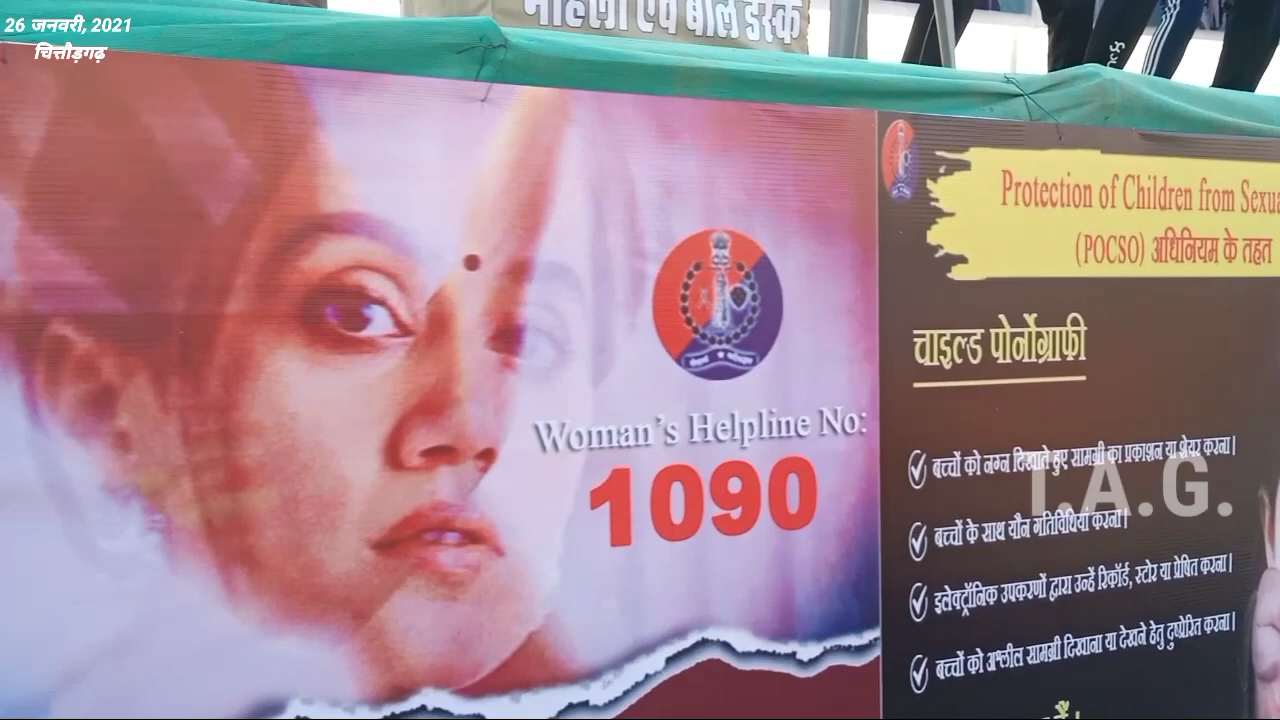 26 जनवरी, 2021
चित्तौड़गढ़
महिला एवं बाल डेस्क
Woman's Helpline No:
1090
Protection of Children from
(POCSO) अधिनियम के तहत
चाइल्ड पोर्नोग्राफी
बच्चों को नग्न दिखाते हुए सामग्री का प्रकाशन या शेयर करना।
बच्चों के साथ यौन गतिविधियां करना।
इलेक्ट्रॉनिक उपकरणों द्वारा उन्हें रिकॉर्ड, स्टोर या प्रेषित करना।
बच्चों को अश्लील सामग्री दिखाना या देखने हेतु दुष्प्रेरित करना।
T.A.G.